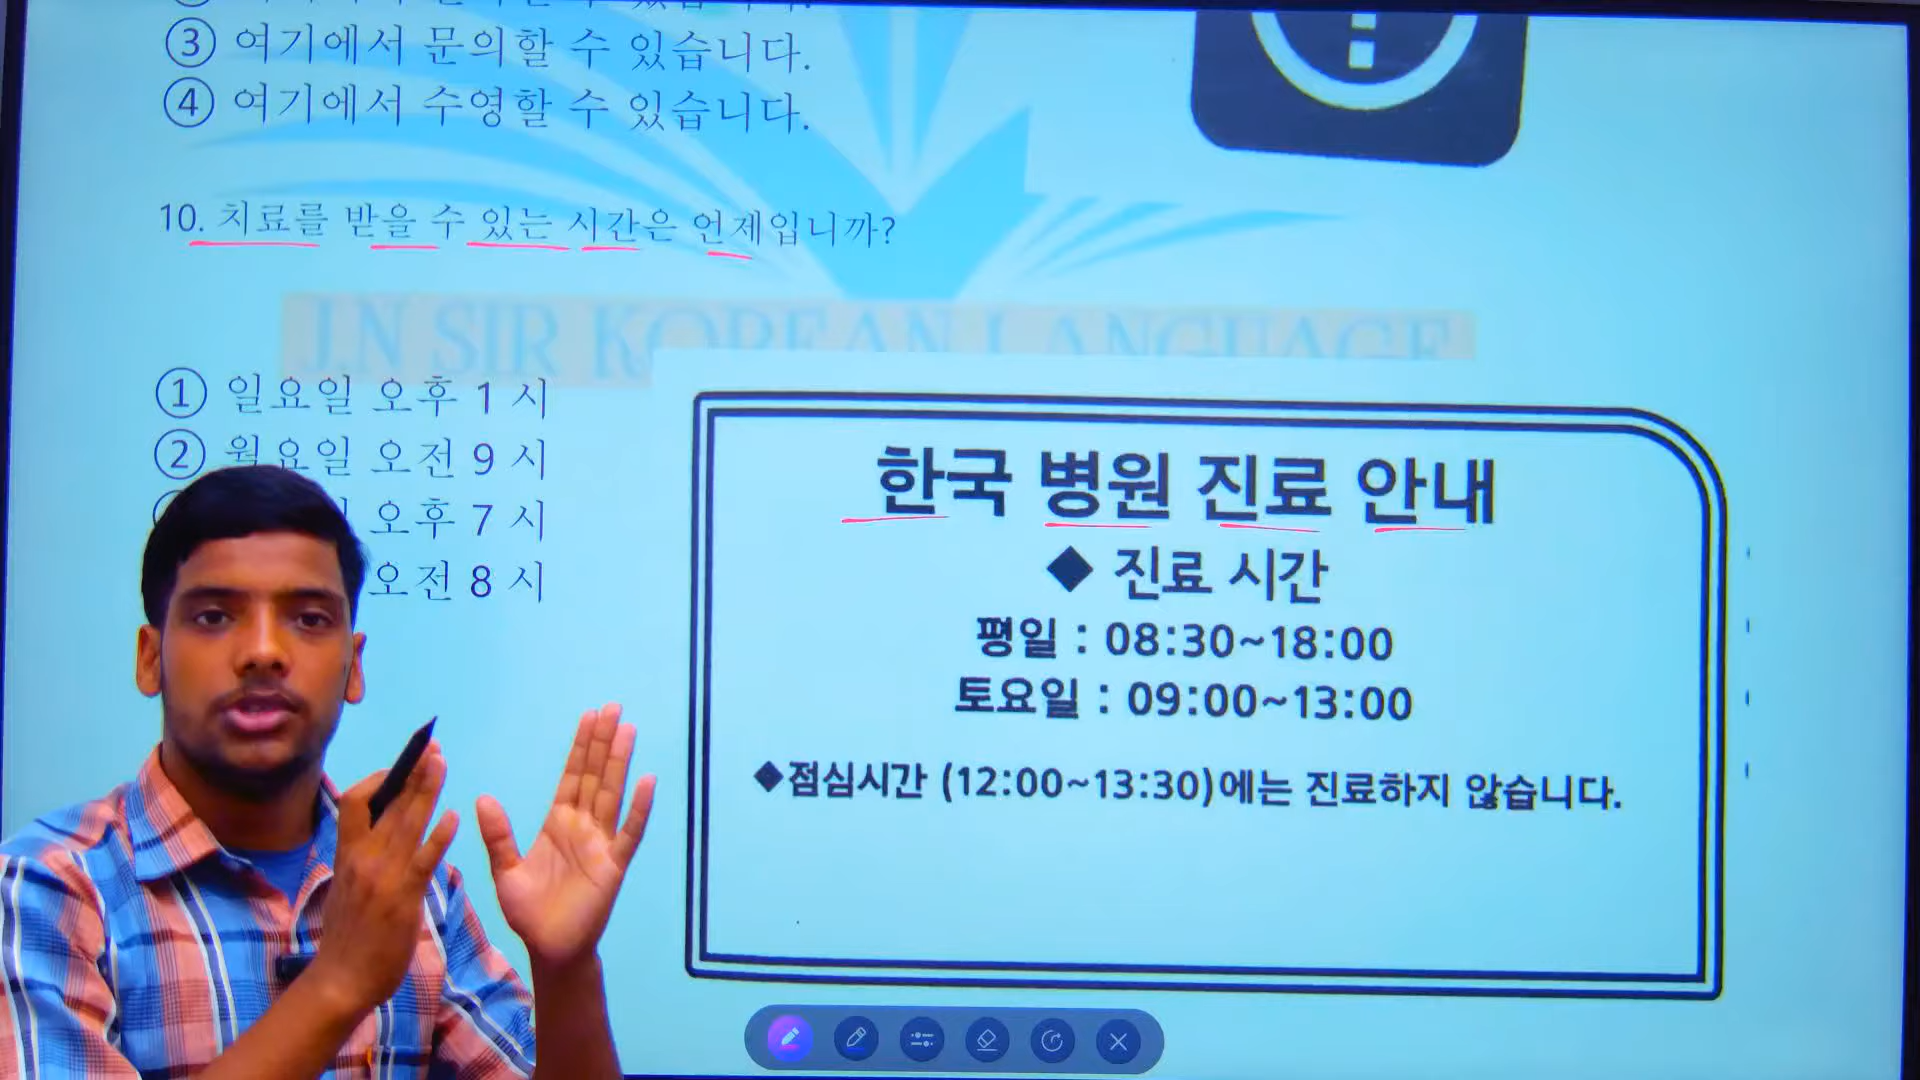 ③ 여기에서 문의할 수 있습니다.
④ 여기에서 수영할 수 있습니다.
10. 치료를 받을 수 있는 시간은 언제입니까?
J.N SIR KOREAN LANGUAGE
① 일요일 오후 1 시
② 월요일 오전 9 시
오후 7 시
오전 8 시
한국 병원 진료 안내
◆ 진료 시간
평일 : 08:30~18:00
토요일 : 09:00~13:00
◆점심시간 (12:00~13:30)에는 진료하지 않습니다.